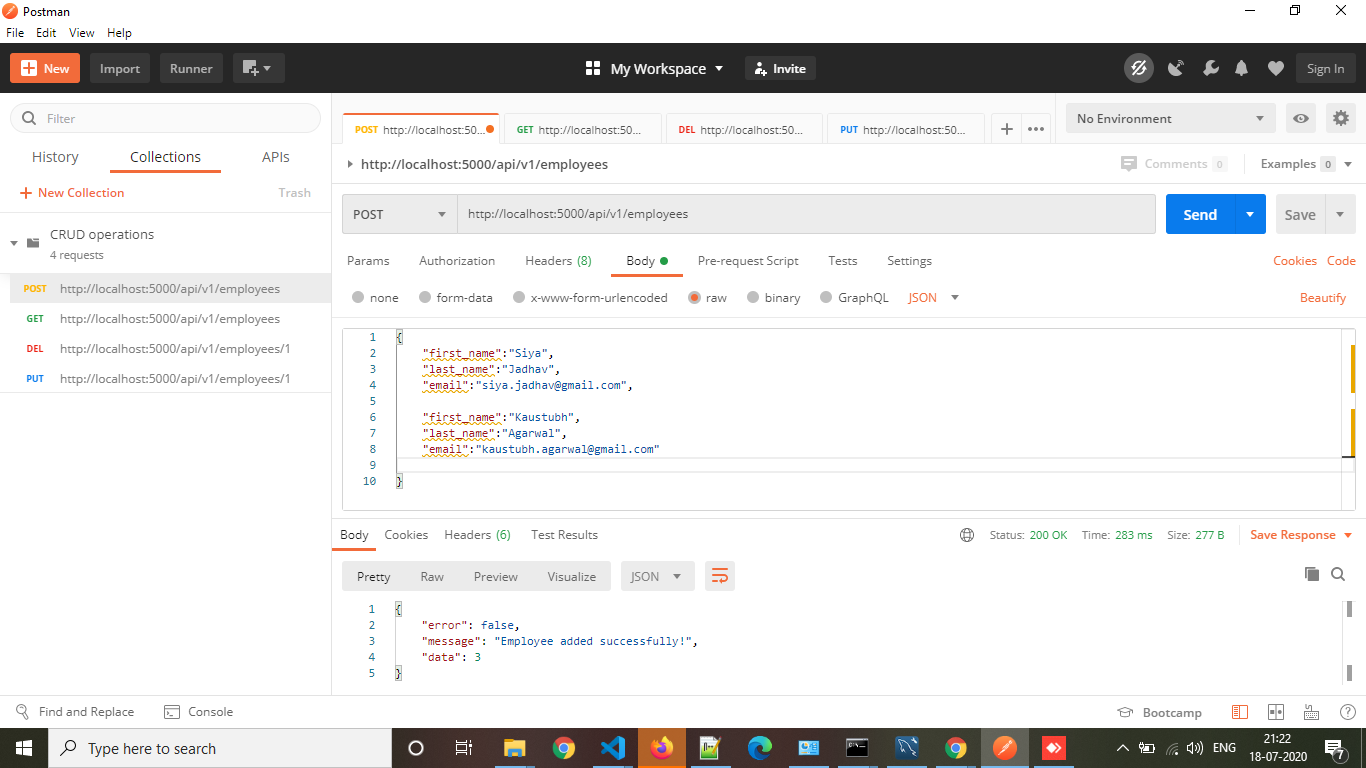 Postman
File Edit View Help
New Import Runner My Workspace Invite Sign In
Filter
History Collections APIs
New Collection Trash
CRUD operations
4 requests
POST http://localhost:5000/api/v1/employees
GET http://localhost:5000/api/v1/employees
DEL http://localhost:5000/api/v1/employees/1
PUT http://localhost:5000/api/v1/employees/1
POST http://localhost:50... GET http://localhost:50... DEL http://localhost:50... PUT http://localhost:50... No Environment
http://localhost:5000/api/v1/employees Comments 0 Examples 0
POST http://localhost:5000/api/v1/employees Send Save
Params Authorization Headers (8) Body Pre-request Script Tests Settings Cookies Code
none form-data x-www-form-urlencoded raw binary GraphQL JSON Beautify
1 {
2 "first_name":"Siya",
3 "last_name":"Jadhav",
4 "email":"siya.jadhav@gmail.com",
5
6 "first_name":"Kaustubh",
7 "last_name":"Agarwal",
8 "email":"kaustubh.agarwal@gmail.com"
9
10 }
Body Cookies Headers (6) Test Results Status: 200 OK Time: 283 ms Size: 277 B Save Response
Pretty Raw Preview Visualize JSON
1 {
2 "error": false,
3 "message": "Employee added successfully!",
4 "data": 3
5 }
Find and Replace Console Bootcamp
Type here to search ENG 21:22
18-07-2020 7